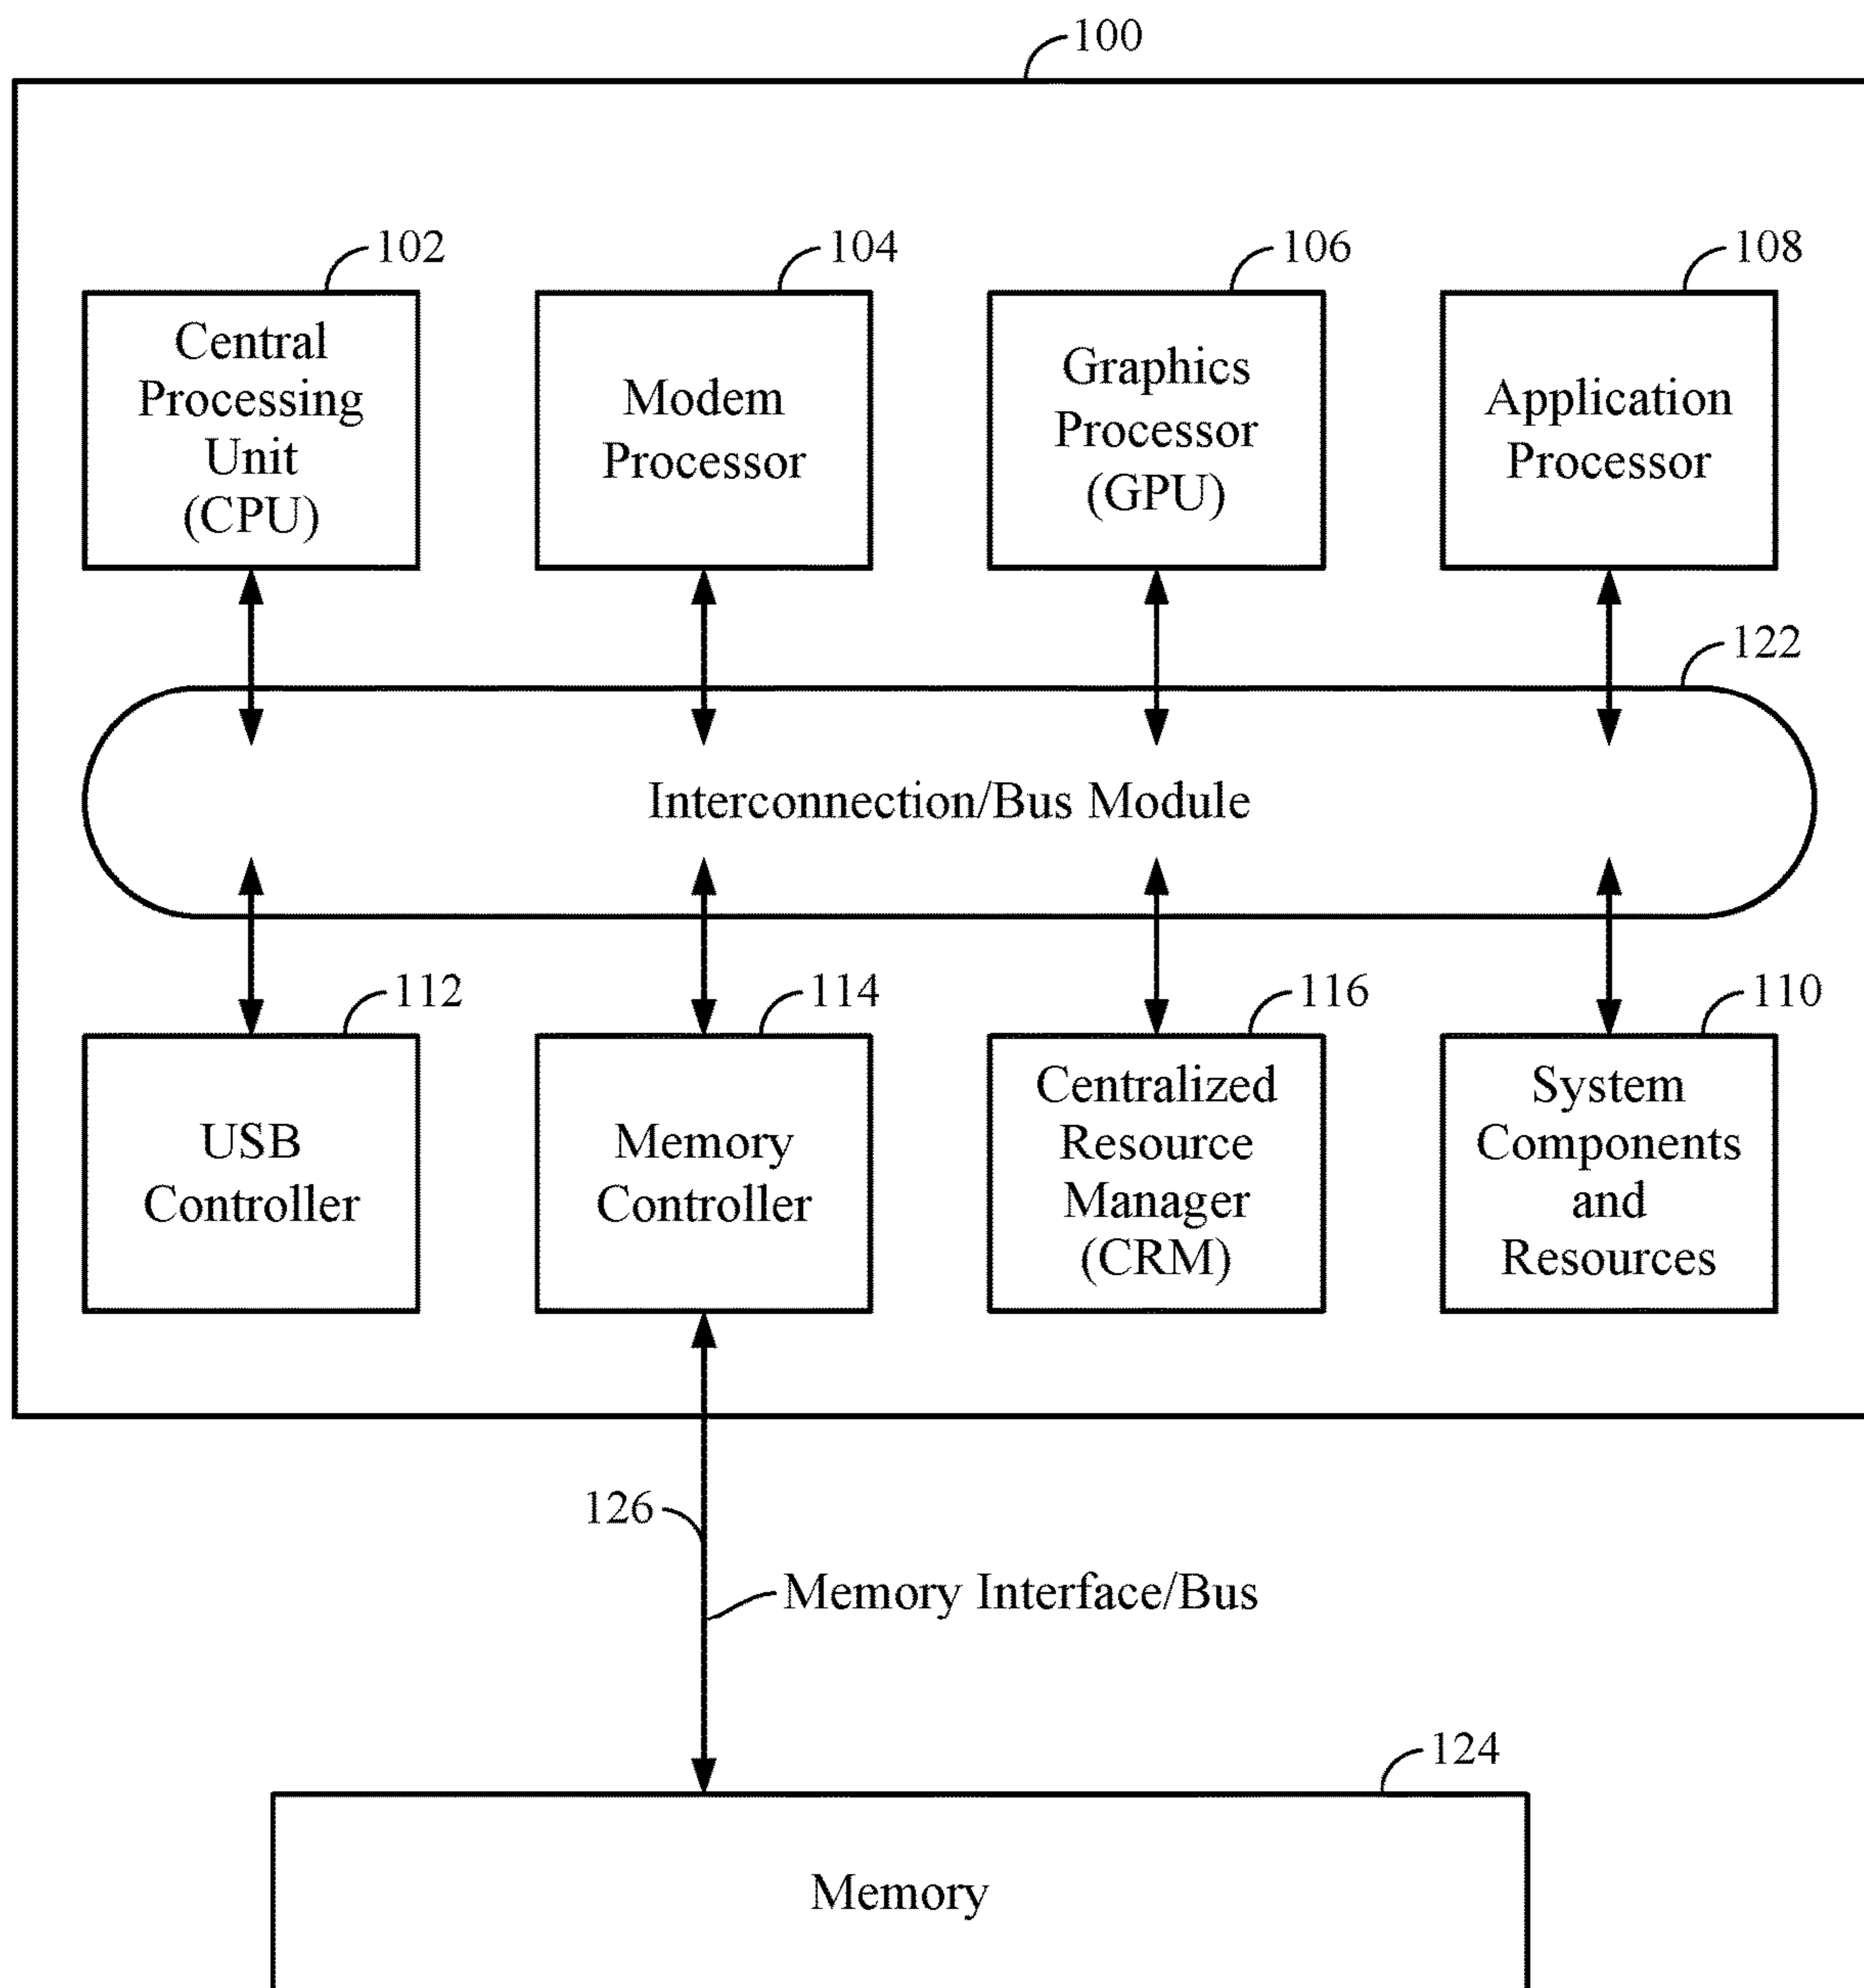 100
102
104
106
108
Central
Processing
Unit
(CPU)
Modem
Processor
Graphics
Processor
(GPU)
Application
Processor
122
Interconnection/Bus Module
112
114
116
110
USB
Controller
Memory
Controller
Centralized
Resource
Manager
(CRM)
System
Components
and
Resources
126
Memory Interface/Bus
124
Memory